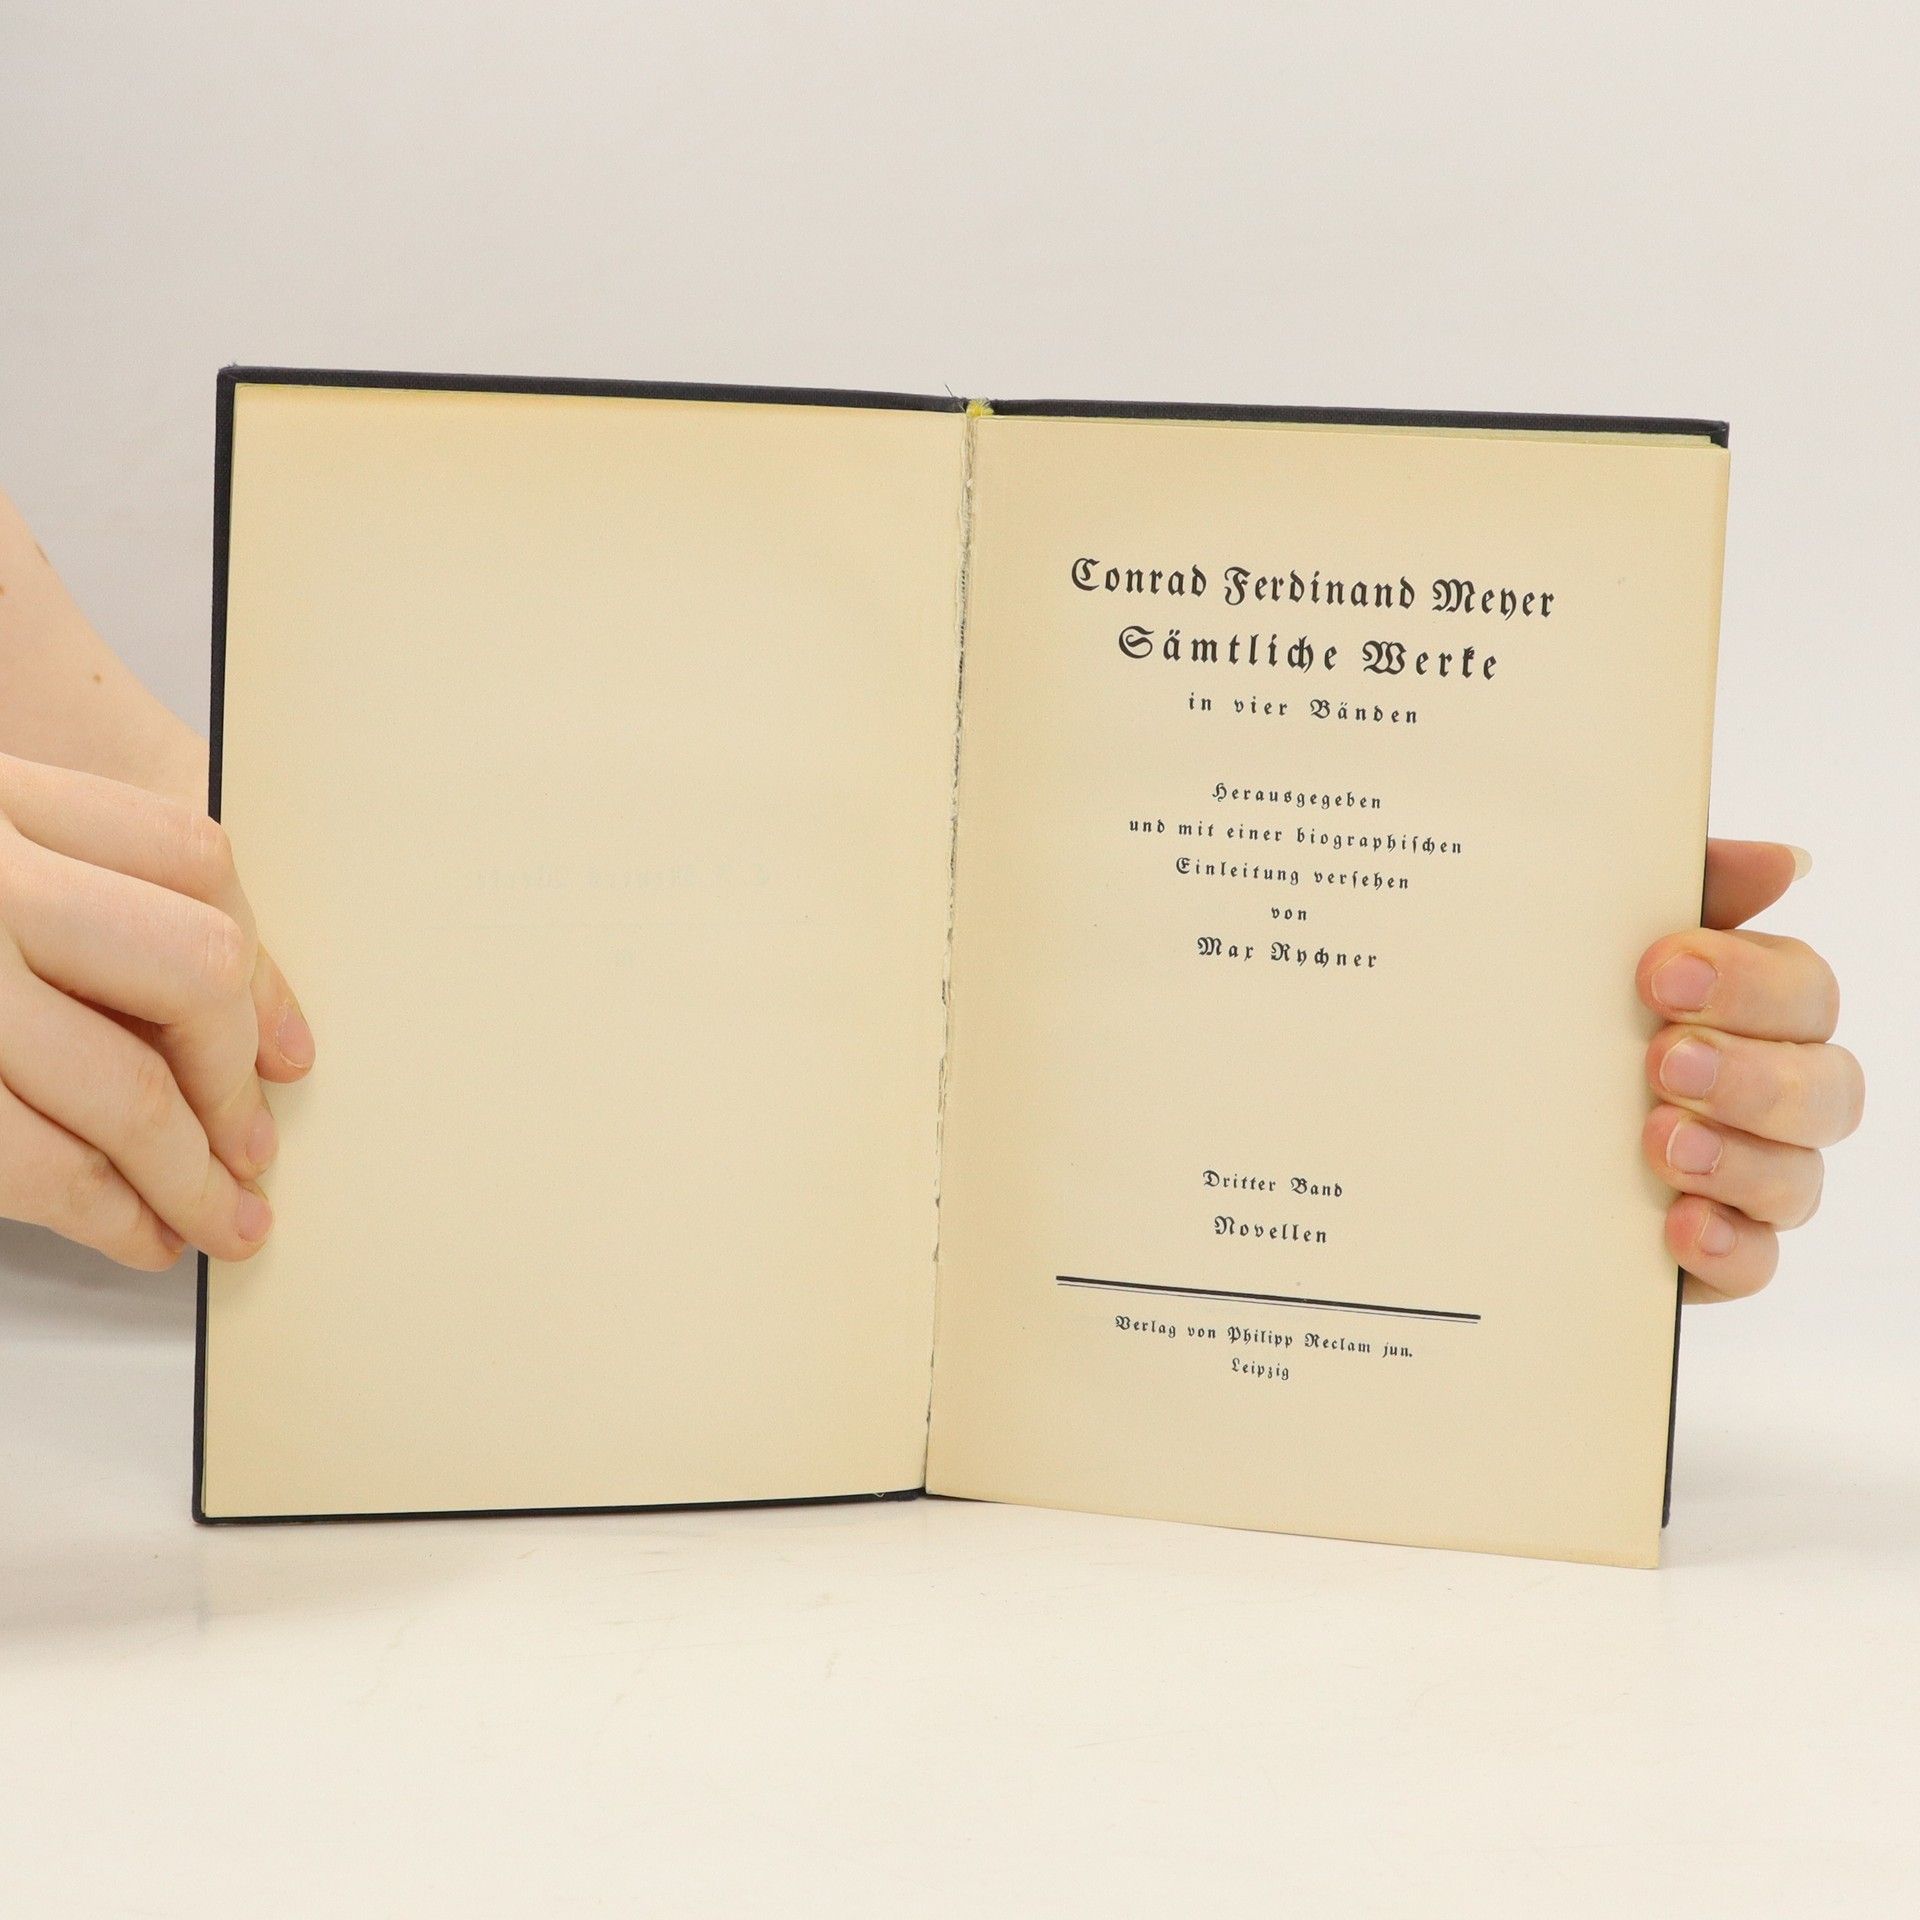 Conrad Ferdinand Meyer
Sämtliche Werke
in vier Bänden
Herausgegeben
und mit einer biographiſchen
Einleitung verſehen
von
Max Rychner
Dritter Band
Novellen
Verlag von Philipp Reclam jun.
Leipzig